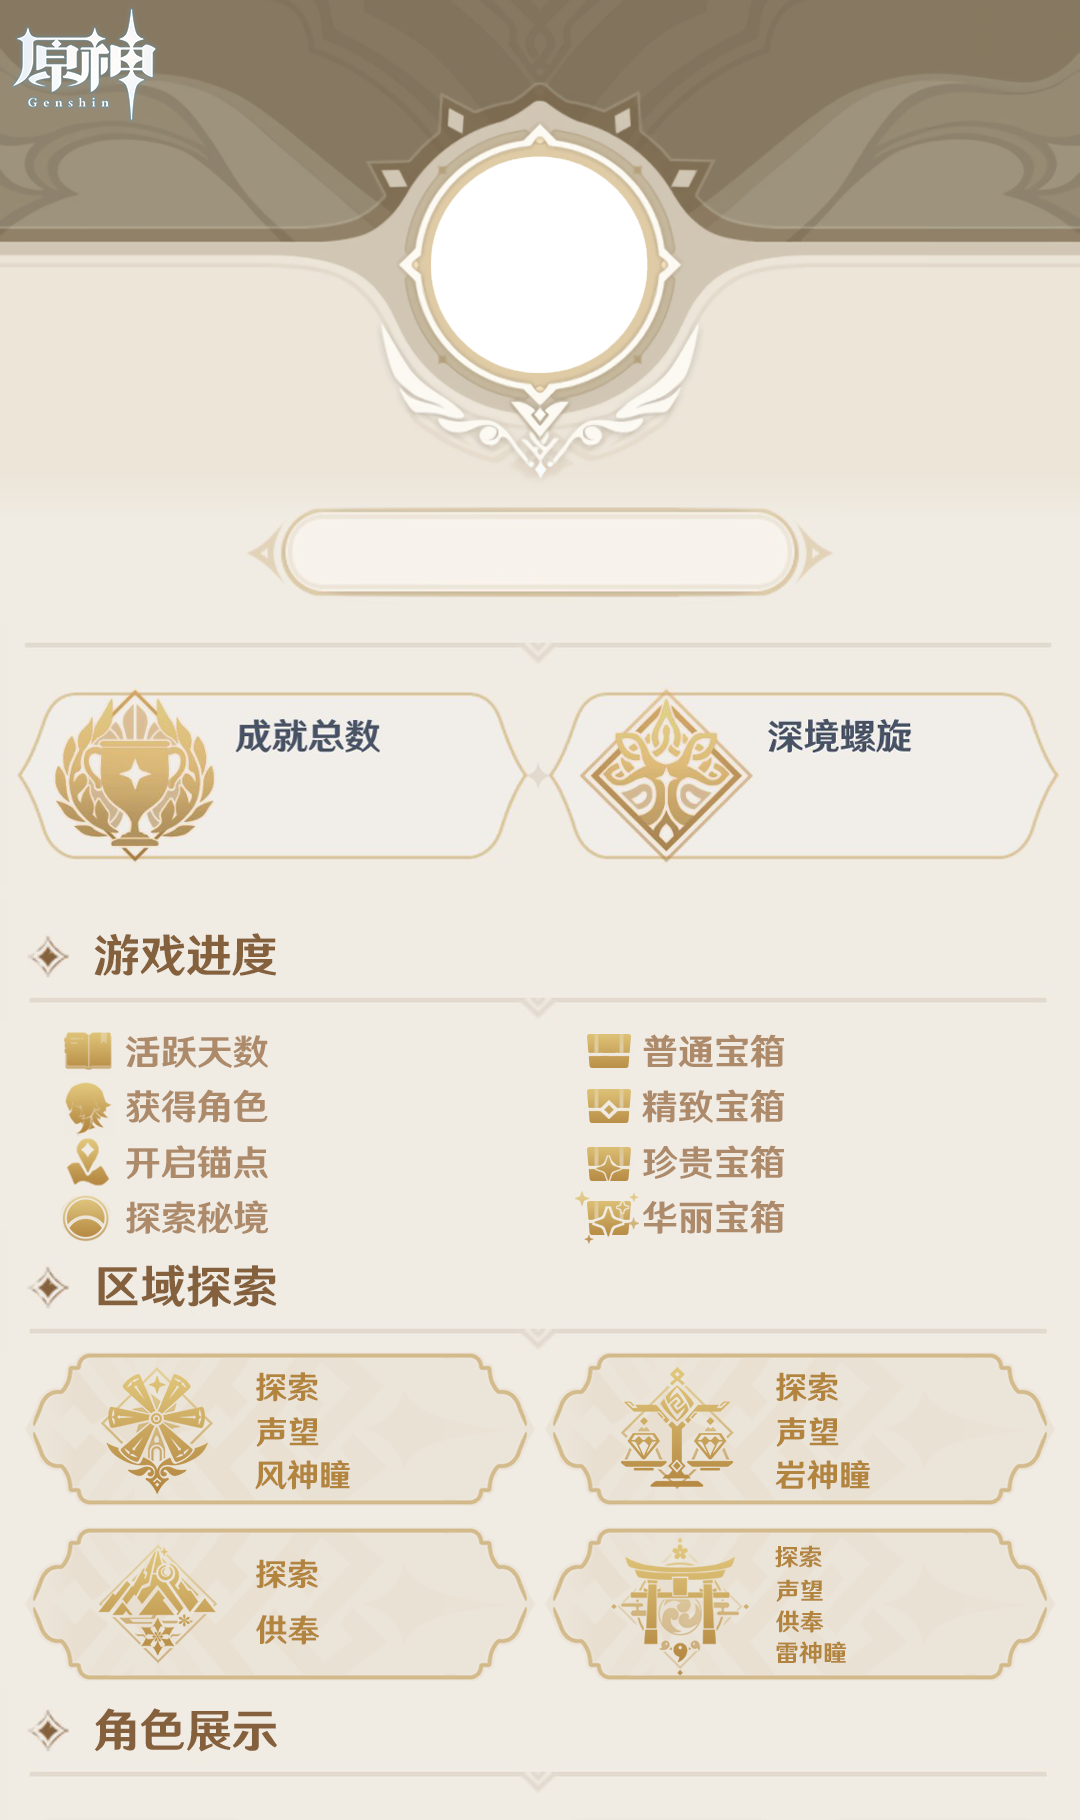 原神
Genshin
成就总数
深境螺旋
游戏进度
活跃天数
普通宝箱
获得角色
精致宝箱
开启锚点
珍贵宝箱
探索秘境
华丽宝箱
区域探索
探索
声望
风神瞳
探索
声望
岩神瞳
探索
供奉
探索
声望
供奉
雷神瞳
角色展示